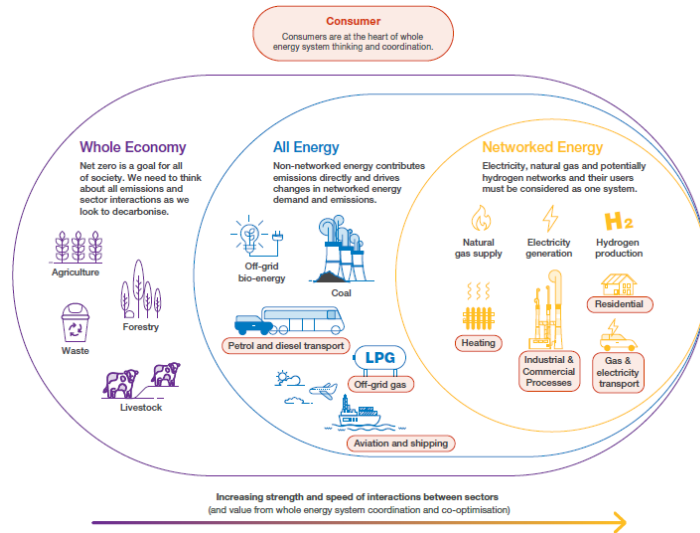 Consumer
Consumers are at the heart of whole
energy system thinking and coordination.
Whole Economy
Net zero is a goal for all
of society. We need to think
about all emissions and
sector interactions as we
look to decarbonise.
Agriculture
Forestry
Waste
Livestock
All Energy
Non-networked energy contributes
emissions directly and drives
changes in networked energy
demand and emissions.
Off-grid
bio-energy
Coal
Petrol and diesel transport
LPG
Off-grid gas
Aviation and shipping
Networked Energy
Electricity, natural gas and potentially
hydrogen networks and their users
must be considered as one system.
Natural
gas supply
Electricity
generation
H2
Hydrogen
production
Residential
Heating
Industrial &
Commercial
Processes
Gas &
electricity
transport
Increasing strength and speed of interactions between sectors
(and value from whole energy system coordination and co-optimisation)